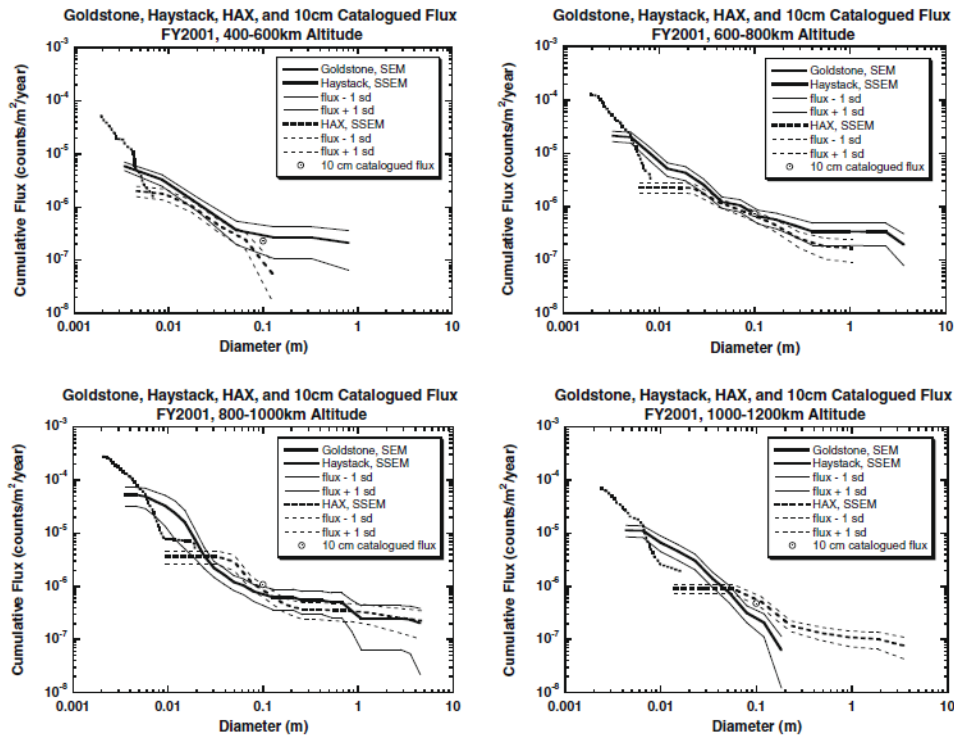 Goldstone, Haystack, HAX, and 10cm Catalogued Flux
FY2001, 400-600km Altitude
Cumulative Flux (counts/m²/year)
10⁻³
10⁻⁴
10⁻⁵
10⁻⁶
10⁻⁷
10⁻⁸
Goldstone, SEM
Haystack, SSEM
flux - 1 sd
flux + 1 sd
HAX, SSEM
flux - 1 sd
flux + 1 sd
10 cm catalogued flux
0.001 0.01 0.1 1 10
Diameter (m)
Goldstone, Haystack, HAX, and 10cm Catalogued Flux
FY2001, 600-800km Altitude
Cumulative Flux (counts/m²/year)
10⁻³
10⁻⁴
10⁻⁵
10⁻⁶
10⁻⁷
10⁻⁸
Goldstone, SEM
Haystack, SSEM
flux - 1 sd
flux + 1 sd
HAX, SSEM
flux - 1 sd
flux + 1 sd
10 cm catalogued flux
0.001 0.01 0.1 1 10
Diameter (m)
Goldstone, Haystack, HAX, and 10cm Catalogued Flux
FY2001, 800-1000km Altitude
Cumulative Flux (counts/m²/year)
10⁻³
10⁻⁴
10⁻⁵
10⁻⁶
10⁻⁷
10⁻⁸
Goldstone, SEM
Haystack, SSEM
flux - 1 sd
flux + 1 sd
HAX, SSEM
flux - 1 sd
flux + 1 sd
10 cm catalogued flux
0.001 0.01 0.1 1 10
Diameter (m)
Goldstone, Haystack, HAX, and 10cm Catalogued Flux
FY2001, 1000-1200km Altitude
Cumulative Flux (counts/m²/year)
10⁻³
10⁻⁴
10⁻⁵
10⁻⁶
10⁻⁷
10⁻⁸
Goldstone, SEM
Haystack, SSEM
flux - 1 sd
flux + 1 sd
HAX, SSEM
flux - 1 sd
flux + 1 sd
10 cm catalogued flux
0.001 0.01 0.1 1 10
Diameter (m)